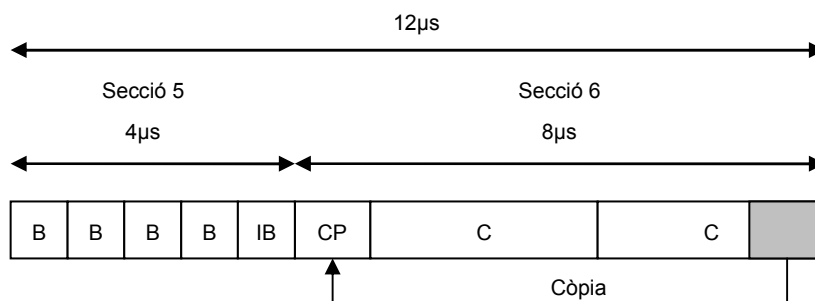 12µs
Secció 5 Secció 6
4µs 8µs
B B B B IB CP C C
Còpia